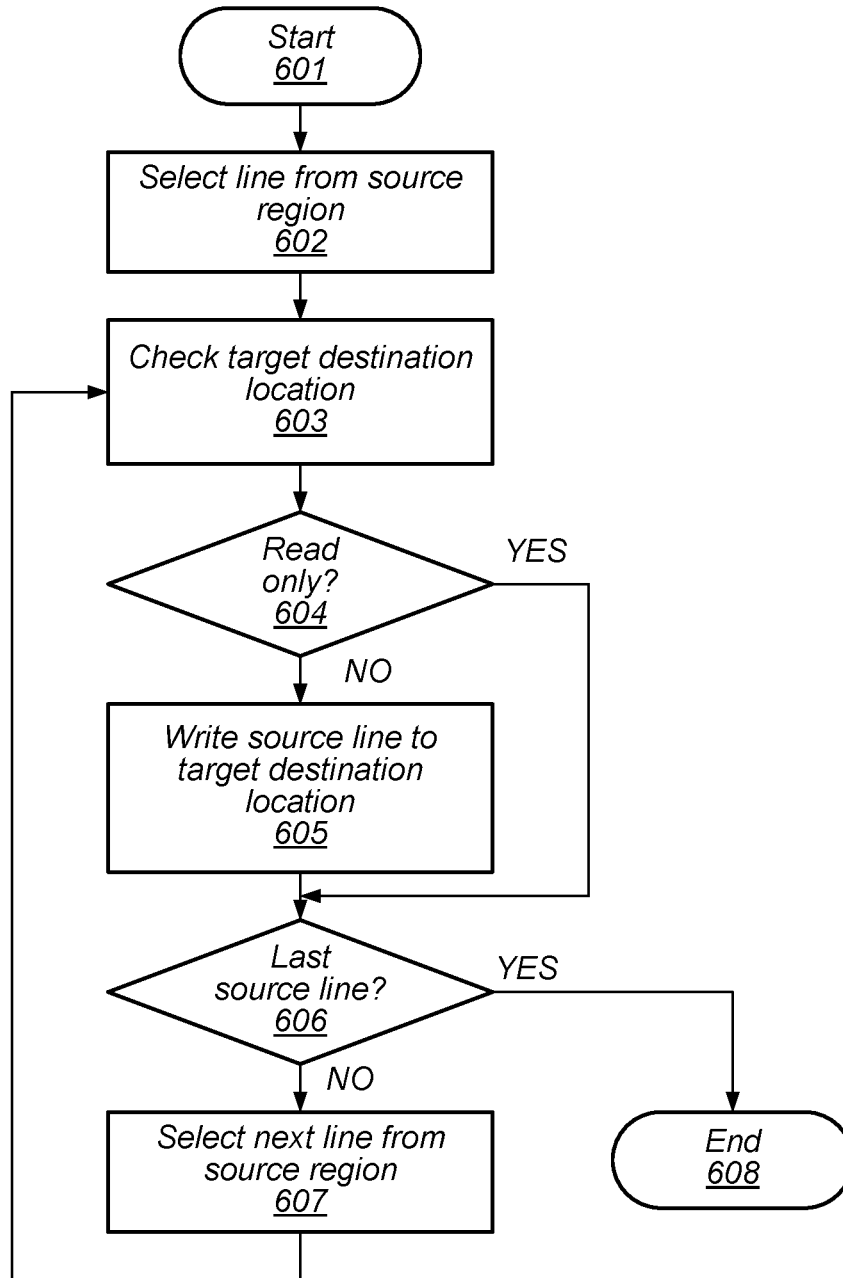 Start
601
Select line from source
region
602
Check target destination
location
603
Read
only?
604
YES
NO
Write source line to
target destination
location
605
Last
source line?
606
YES
NO
Select next line from
source region
607
End
608